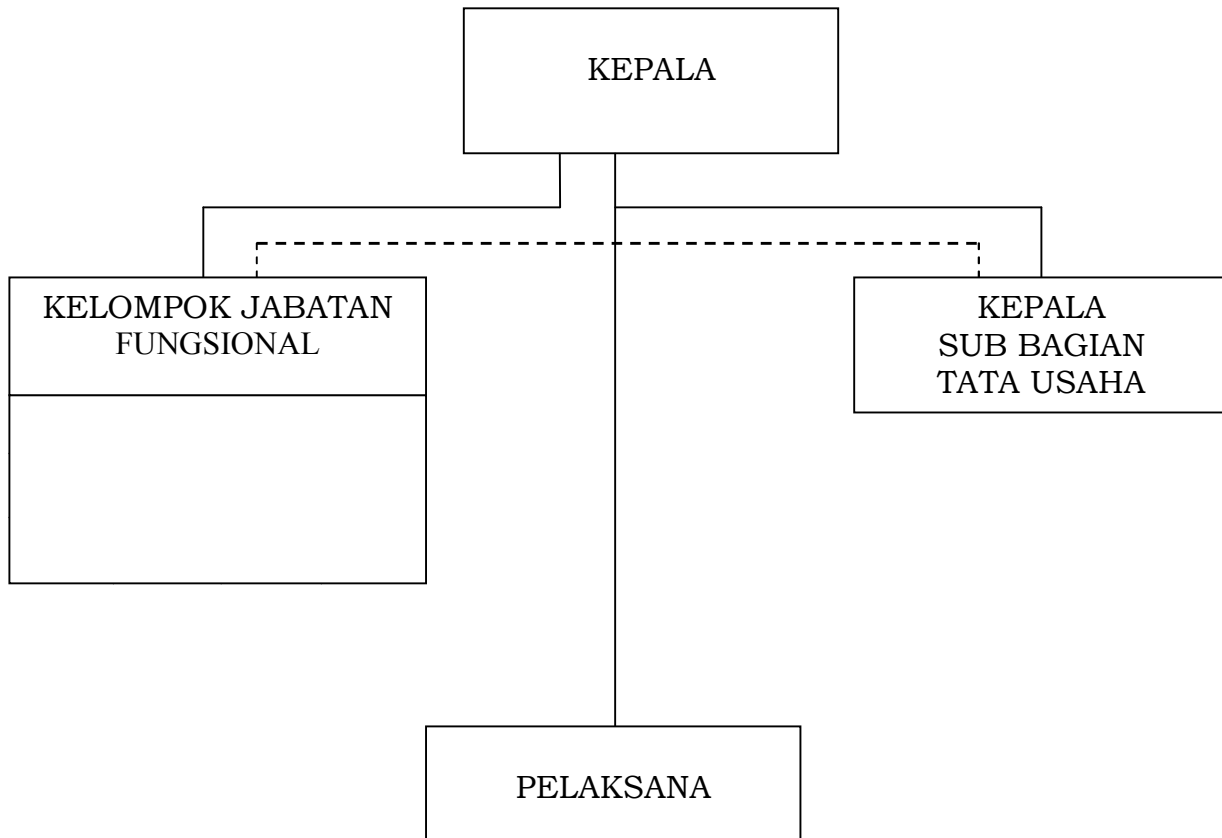 KEPALA
KELOMPOK JABATAN
FUNGSIONAL
KEPALA
SUB BAGIAN
TATA USAHA
PELAKSANA